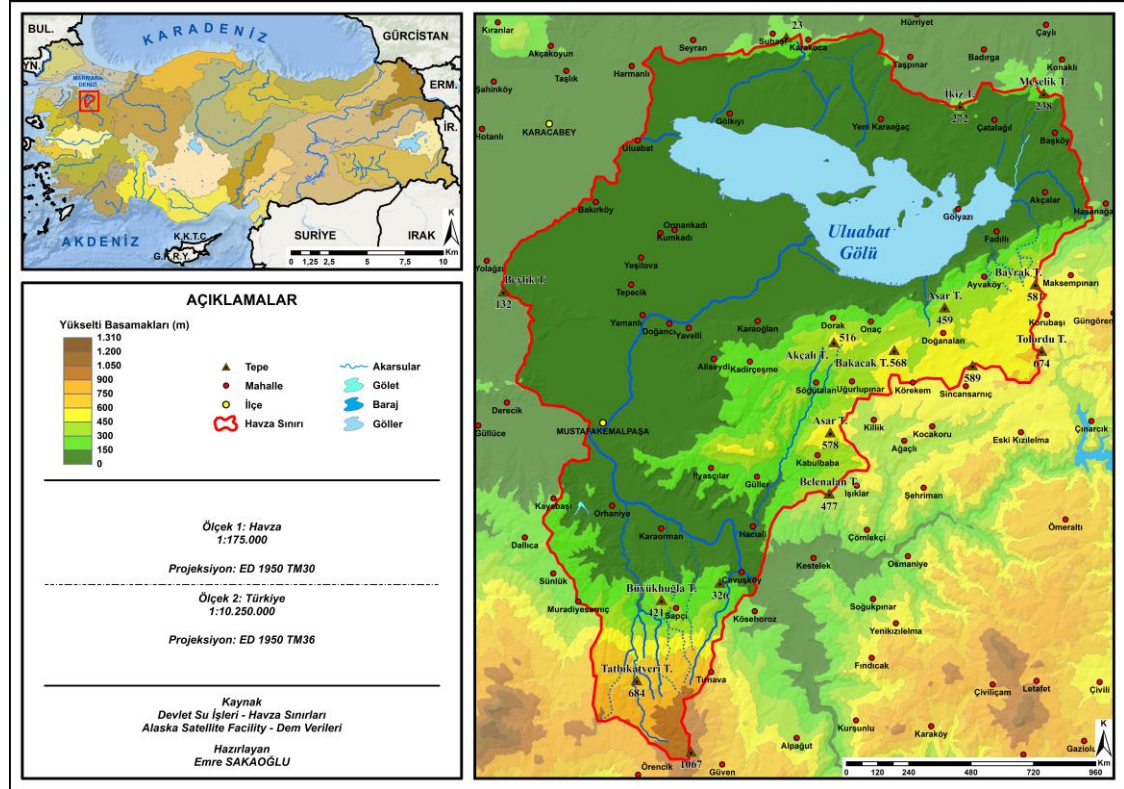 BUL.
KARADENİZ
GÜRCİSTAN
YN.
MARMARA
DENİZİ
ERM.
İR.
AKDENİZ
K.K.T.C
G.K.R.Y.
SURİYE
IRAK
K
0 1,25 2,5 5 7,5 10
Km
AÇIKLAMALAR
Yükselti Basamakları (m)
1.310
1.200
1.050
900
750
600
450
300
150
0
Tepe
Mahalle
İlçe
Havza Sınırı
Akarsular
Gölet
Baraj
Göller
Ölçek 1: Havza
1:175.000
Projeksiyon: ED 1950 TM30
Ölçek 2: Türkiye
1:10.250.000
Projeksiyon: ED 1950 TM36
Kaynak
Devlet Su İşleri - Havza Sınırları
Alaska Satellite Facility - Dem Verileri
Hazırlayan
Emre SAKAOĞLU
Kıranlar
Akçakoyun
Seyran
Subaşı
23
Karakoca
Hürriyet
Çaylı
Badırga
Taşpınar
Konaklı
Şahinköy
Taşlık
Harmanlı
Meselik T.
238
İkiz T.
272
Hotanlı
KARACABEY
Gölkıyı
Yeni Karaağaç
Çatalağıl
Başköy
Uluabat
Bakırköy
Akçalar
Hasanağa
Gölyazı
Ormankadı
Kumkadı
Uluabat
Gölü
Fadıllı
Yolağzı
Yeşilova
Beylik T.
132
Tepecik
Ayvaköy
Bayrak T.
581
Maksempınarı
Asar T.
459
Yamanlı
Doğancı
Yavelli
Karaoğlan
Dorak
516
Onaç
Doğanalan
Korubaşı
Güngören
Aliseydi
Kadirçeşme
Akçalı T.
Bakacak T.
568
Tolordu T.
674
589
Söğütalan
Uğurlupınar
Körekem
Sincansarnıç
Derecik
Güllüce
MUSTAFAKEMALPAŞA
Asar T.
578
Killik
Kocakoru
Ağaçlı
Eski Kızılelma
Çınarcık
Kabulbaba
İlyasçılar
Güller
Belenalan T.
477
Işıklar
Şehriman
Kayabaşı
Orhaniye
Ömeraltı
Karaorman
Hacıali
Çömlekçi
Dallıca
Kestelek
Osmaniye
Sünlük
Çavuşköy
326
Büyükhuğla T.
421
Sapçi
Muradiyesarnıç
Kösehoroz
Soğukpınar
Yenikızılelma
Fındıcak
Tatbikatyeri T.
684
Tırnava
Çiviliçam
Letafet
Çivili
Kurşunlu
Karaköy
Alpağut
Gaziolu
Örencik
1067
Güven
K
0 120 240 480 720 960
Km